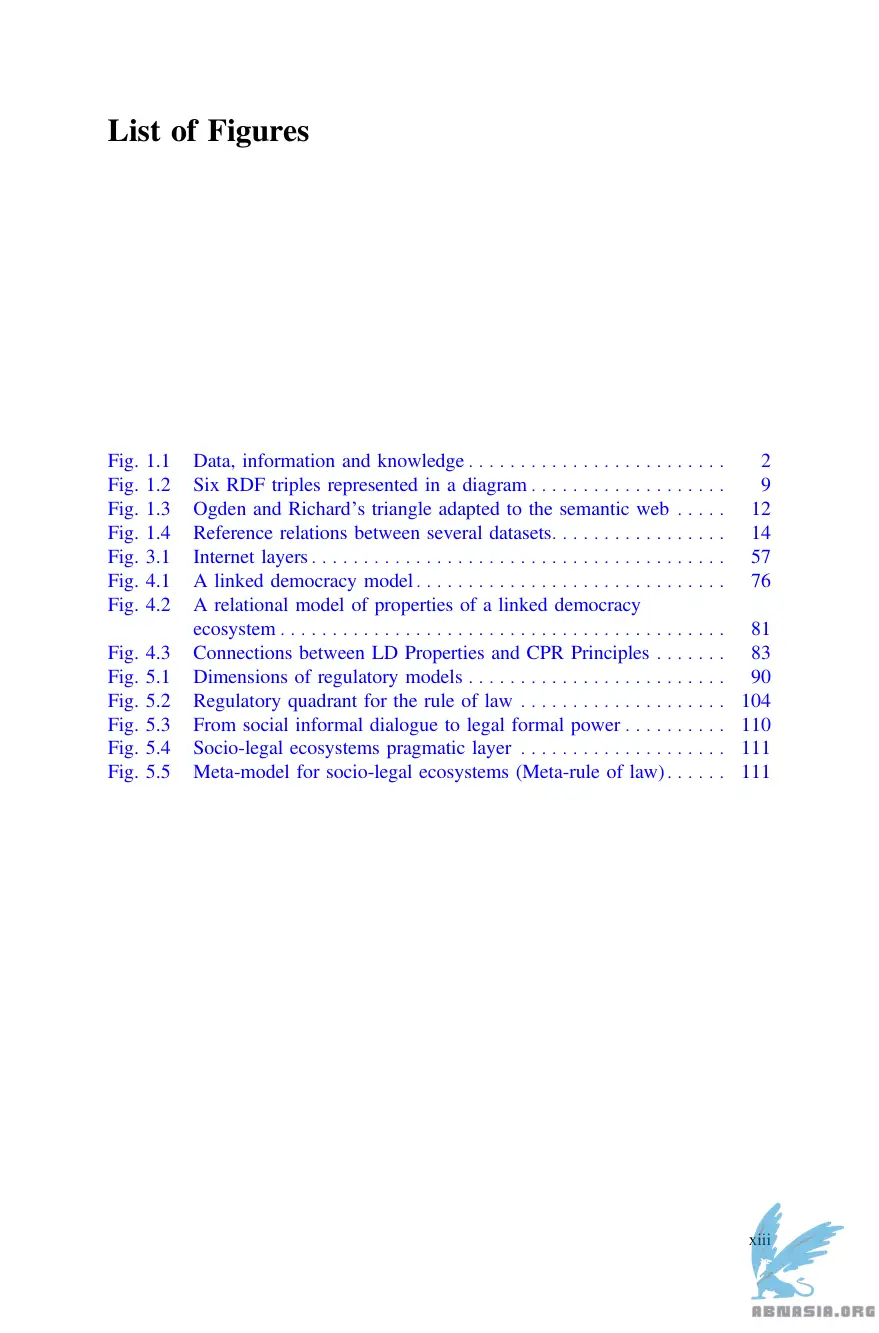 List of Figures
Fig. 1.1 Data, information and knowledge . . . . . . . . . . . . . . . . . . . . . . . . . 2
Fig. 1.2 Six RDF triples represented in a diagram . . . . . . . . . . . . . . . . . . . 9
Fig. 1.3 Ogden and Richard’s triangle adapted to the semantic web . . . . . 12
Fig. 1.4 Reference relations between several datasets. . . . . . . . . . . . . . . . . 14
Fig. 3.1 Internet layers . . . . . . . . . . . . . . . . . . . . . . . . . . . . . . . . . . . . . . . . 57
Fig. 4.1 A linked democracy model . . . . . . . . . . . . . . . . . . . . . . . . . . . . . . 76
Fig. 4.2 A relational model of properties of a linked democracy
ecosystem . . . . . . . . . . . . . . . . . . . . . . . . . . . . . . . . . . . . . . . . . . . 81
Fig. 4.3 Connections between LD Properties and CPR Principles . . . . . . . 83
Fig. 5.1 Dimensions of regulatory models . . . . . . . . . . . . . . . . . . . . . . . . . 90
Fig. 5.2 Regulatory quadrant for the rule of law . . . . . . . . . . . . . . . . . . . . 104
Fig. 5.3 From social informal dialogue to legal formal power . . . . . . . . . . 110
Fig. 5.4 Socio-legal ecosystems pragmatic layer . . . . . . . . . . . . . . . . . . . . 111
Fig. 5.5 Meta-model for socio-legal ecosystems (Meta-rule of law) . . . . . . 111
xiii
ABNASIA.ORG